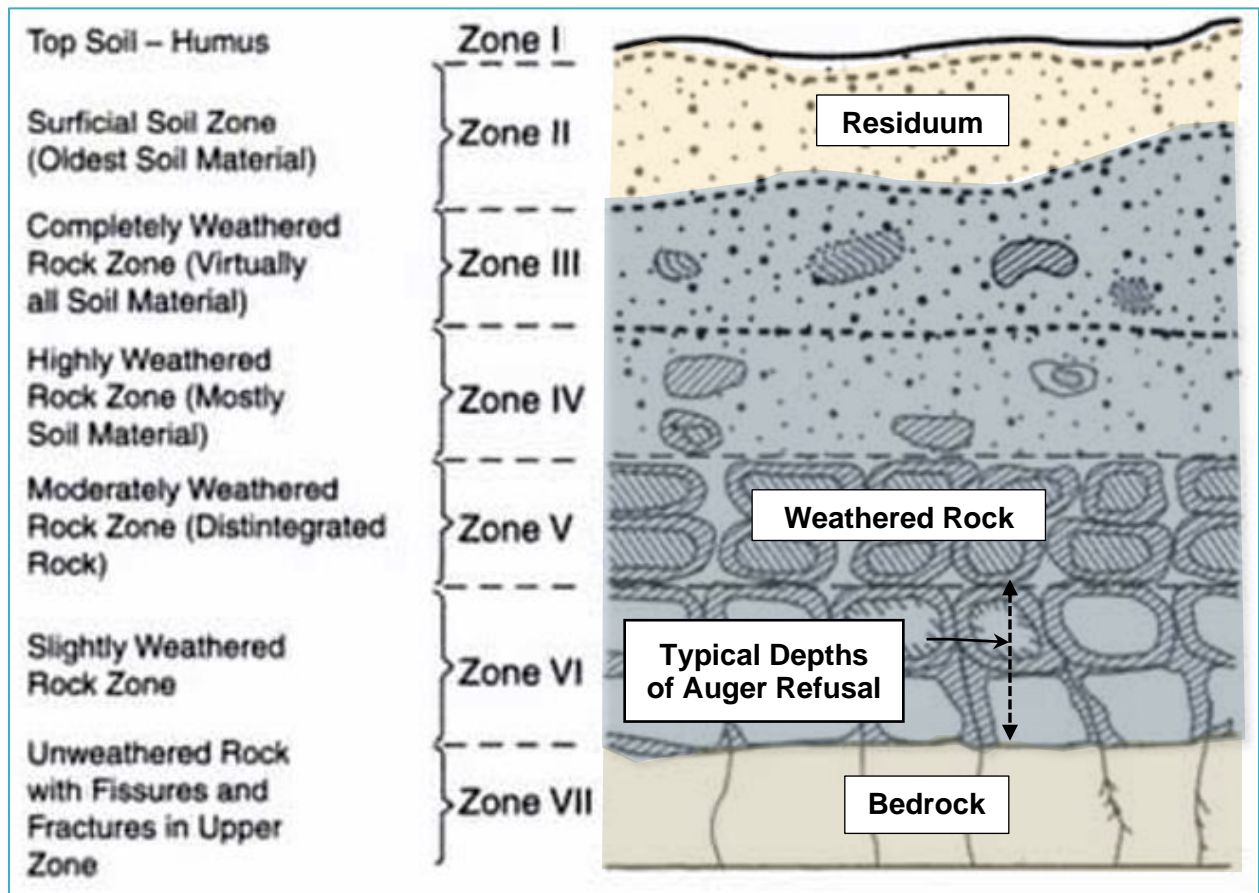 Top Soil – Humus
Zone I
Surficial Soil Zone
(Oldest Soil Material)
Zone II
Residuum
Completely Weathered
Rock Zone (Virtually
all Soil Material)
Zone III
Highly Weathered
Rock Zone (Mostly
Soil Material)
Zone IV
Moderately Weathered
Rock Zone (Distintegrated
Rock)
Zone V
Weathered Rock
Slightly Weathered
Rock Zone
Zone VI
Typical Depths
of Auger Refusal
Unweathered Rock
with Fissures and
Fractures in Upper
Zone
Zone VII
Bedrock